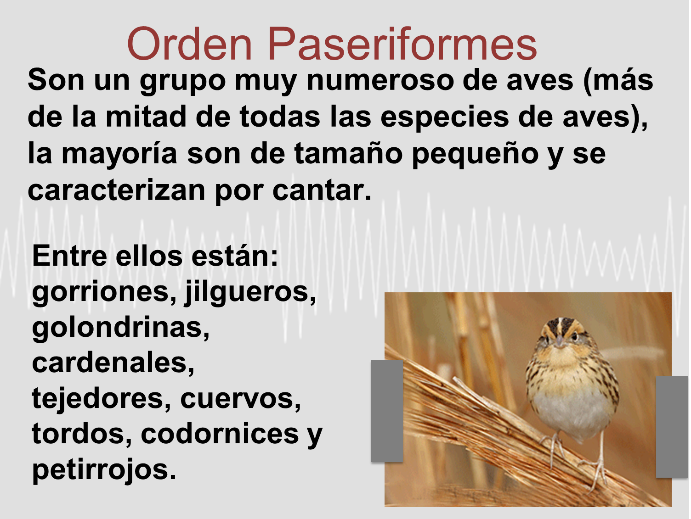 Orden Paseriformes
Son un grupo muy numeroso de aves (más
de la mitad de todas las especies de aves),
la mayoría son de tamaño pequeño y se
caracterizan por cantar.
Entre ellos están:
gorriones, jilgueros,
golondrinas,
cardenales,
tejedores, cuervos,
tordos, codornices y
petirrojos.